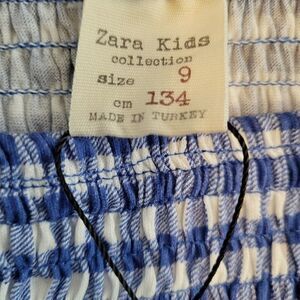 Zara Kids
collection
size 9
cm 134
MADE IN TURKEY